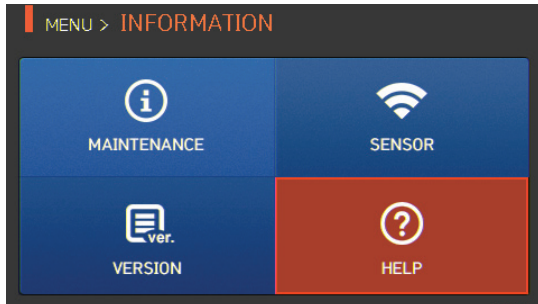 MENU > INFORMATION
MAINTENANCE
SENSOR
ver.
VERSION
HELP